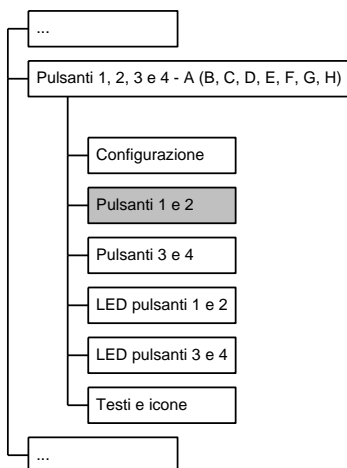 ...
Pulsanti 1, 2, 3 e 4 - A (B, C, D, E, F, G, H)
Configurazione
Pulsanti 1 e 2
Pulsanti 3 e 4
LED pulsanti 1 e 2
LED pulsanti 3 e 4
Testi e icone
...